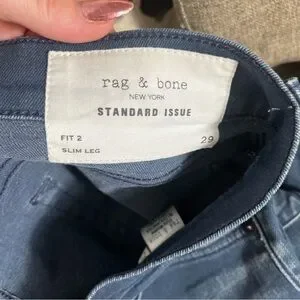 rag & bone
NEW YORK
STANDARD ISSUE
FIT 2
29
SLIM LEG